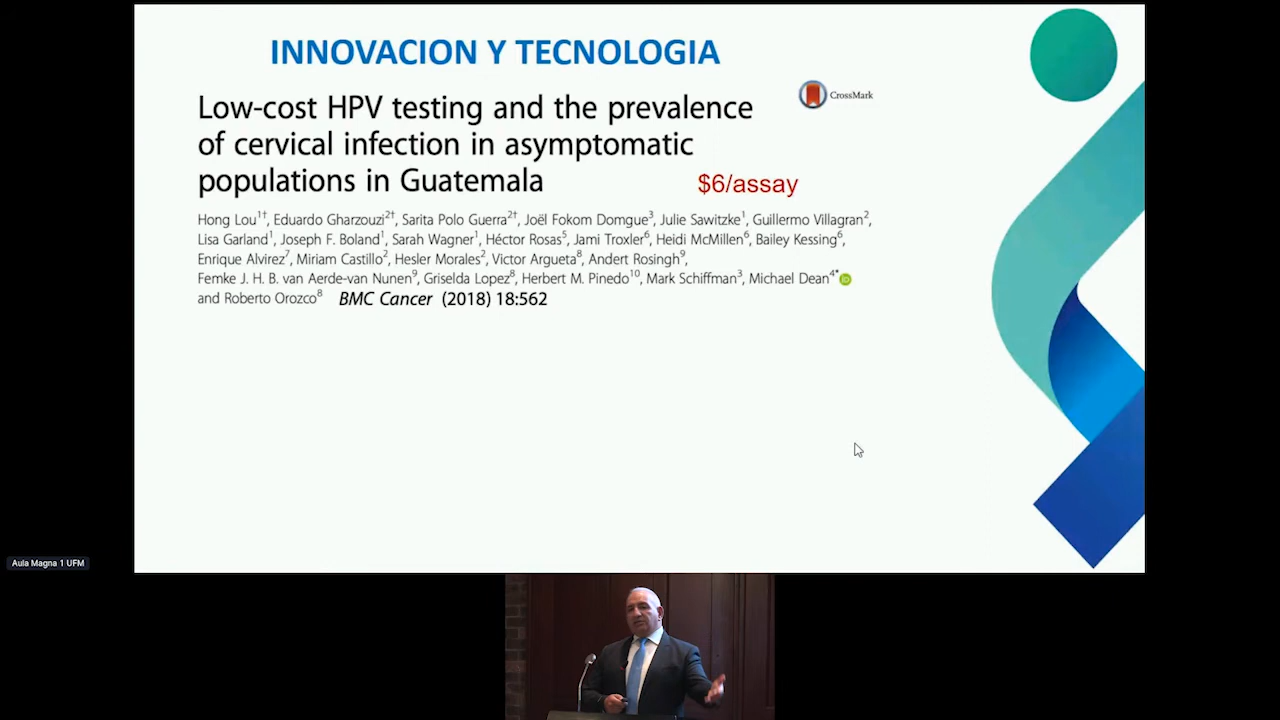 INNOVACION Y TECNOLOGIA
CrossMark
Low-cost HPV testing and the prevalence
of cervical infection in asymptomatic
populations in Guatemala
$6/assay
Hong Lou1†, Eduardo Gharzouzi2†, Sarita Polo Guerra2†, Joël Fokom Domgue3, Julie Sawitzke1, Guillermo Villagran2,
Lisa Garland1, Joseph F. Boland1, Sarah Wagner1, Héctor Rosas5, Jami Troxler6, Heidi McMillen6, Bailey Kessing6,
Enrique Alvirez7, Miriam Castillo2, Hesler Morales2, Victor Argueta8, Andert Rosingh9,
Femke J. H. B. van Aerde-van Nunen9, Griselda Lopez8, Herbert M. Pinedo10, Mark Schiffman3, Michael Dean4* iD
and Roberto Orozco8 BMC Cancer (2018) 18:562
Aula Magna 1 UFM